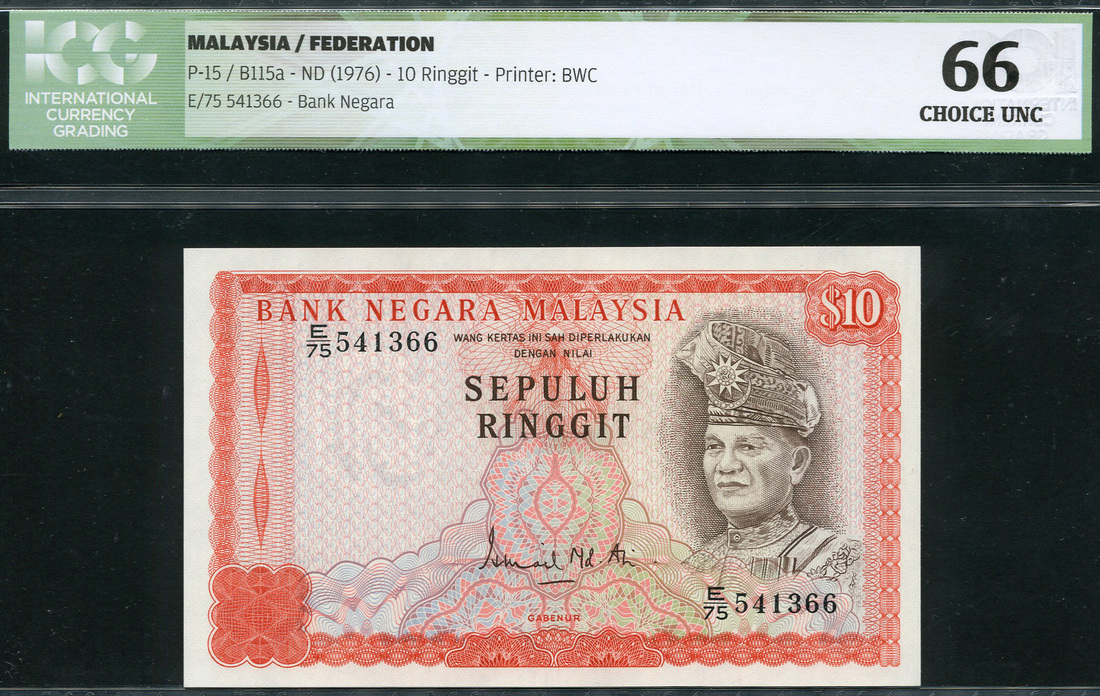 ICG
INTERNATIONAL
CURRENCY
GRADING
MALAYSIA / FEDERATION
P-15 / B115a - ND (1976) - 10 Ringgit - Printer: BWC
E/75 541366 - Bank Negara
66
CHOICE UNC
BANK NEGARA MALAYSIA
$10
E/75 541366
WANG KERTAS INI SAH DIPERLAKUKAN
DENGAN NILAI
SEPULUH
RINGGIT
Ismail Md Ali
E/75 541366
GABENUR